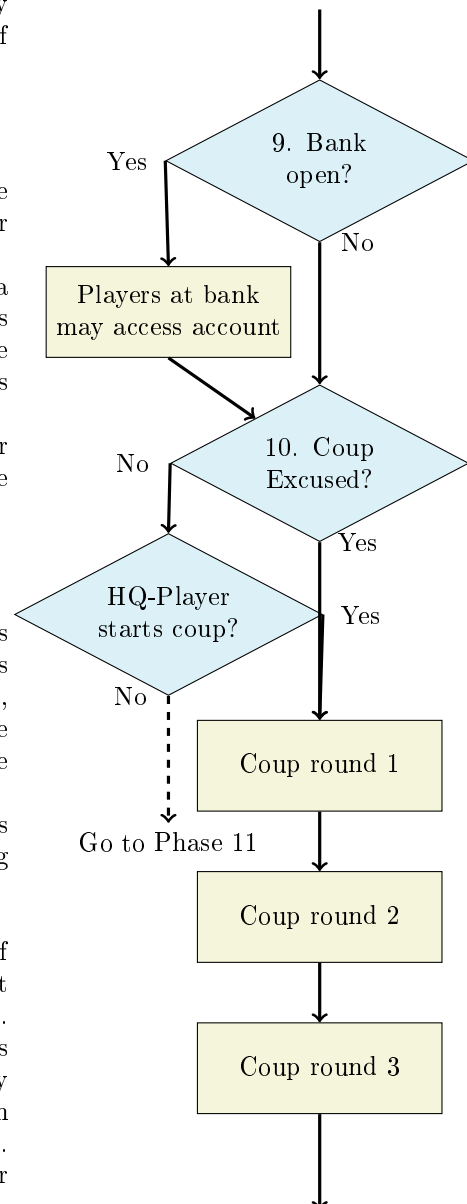 9. Bank
open?
Yes
No
Players at bank
may access account
10. Coup
Excused?
No
Yes
HQ-Player
starts coup?
Yes
No
Coup round 1
Go to Phase 11
Coup round 2
Coup round 3